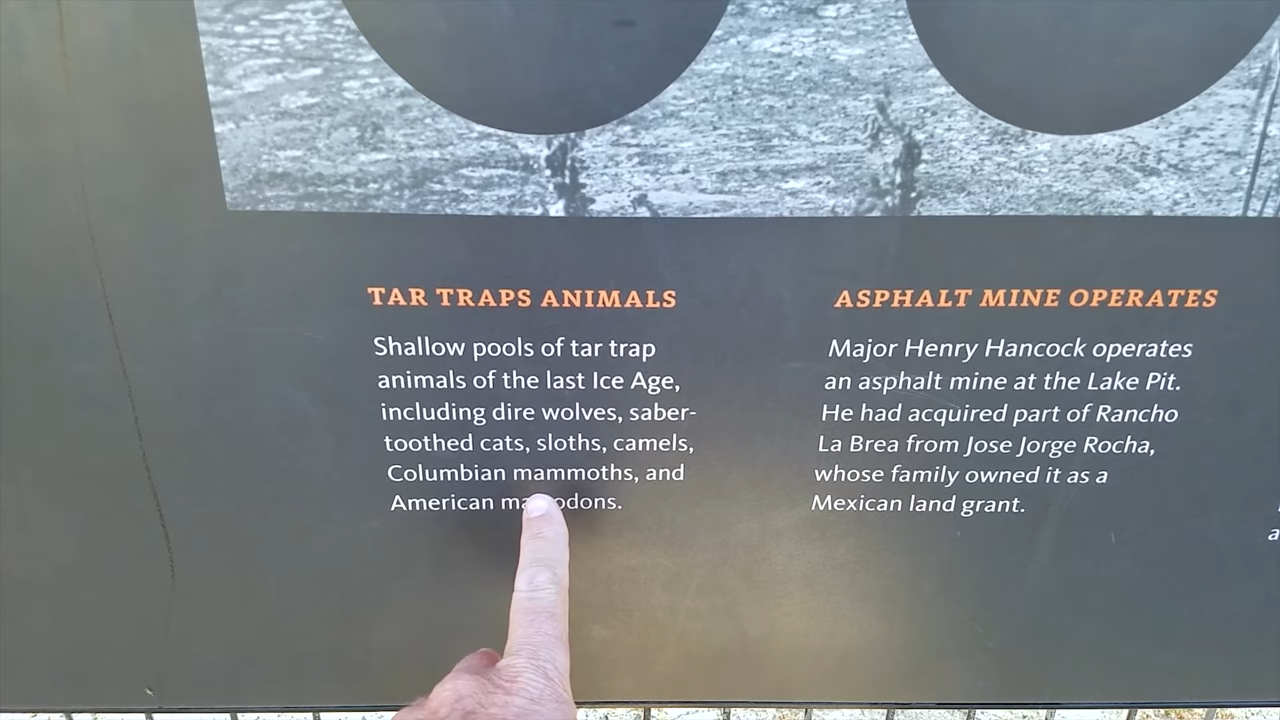 TAR TRAPS ANIMALS
Shallow pools of tar trap
animals of the last Ice Age,
including dire wolves, saber-
toothed cats, sloths, camels,
Columbian mammoths, and
American
ASPHALT MINE OPERATES
Major Henry Hancock operates
an asphalt mine at the Lake Pit.
He had acquired part of Rancho
La Brea from Jose Jorge Rocha,
whose family owned it as a
Mexican land grant.